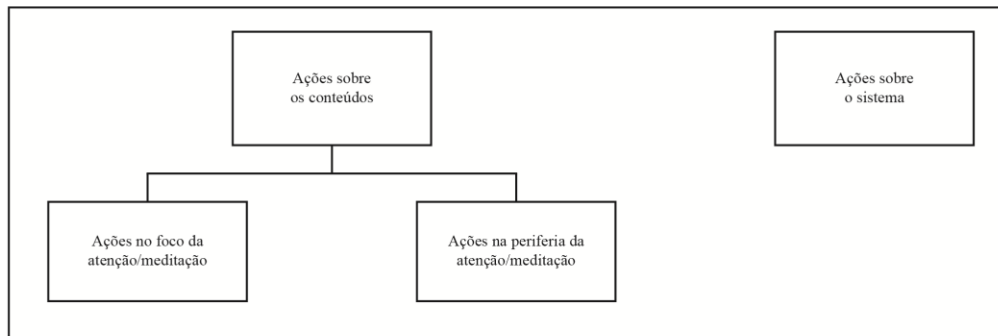 Ações sobre
os conteúdos
Ações sobre
o sistema
Ações no foco da
atenção/meditação
Ações na periferia da
atenção/meditação